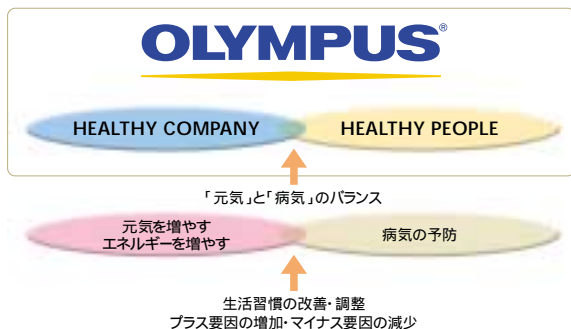 OLYMPUS®
HEALTHY COMPANY
HEALTHY PEOPLE
「元気」と「病気」のバランス
元気を増やす
エネルギーを増やす
病気の予防
生活習慣の改善・調整
プラス要因の増加・マイナス要因の減少